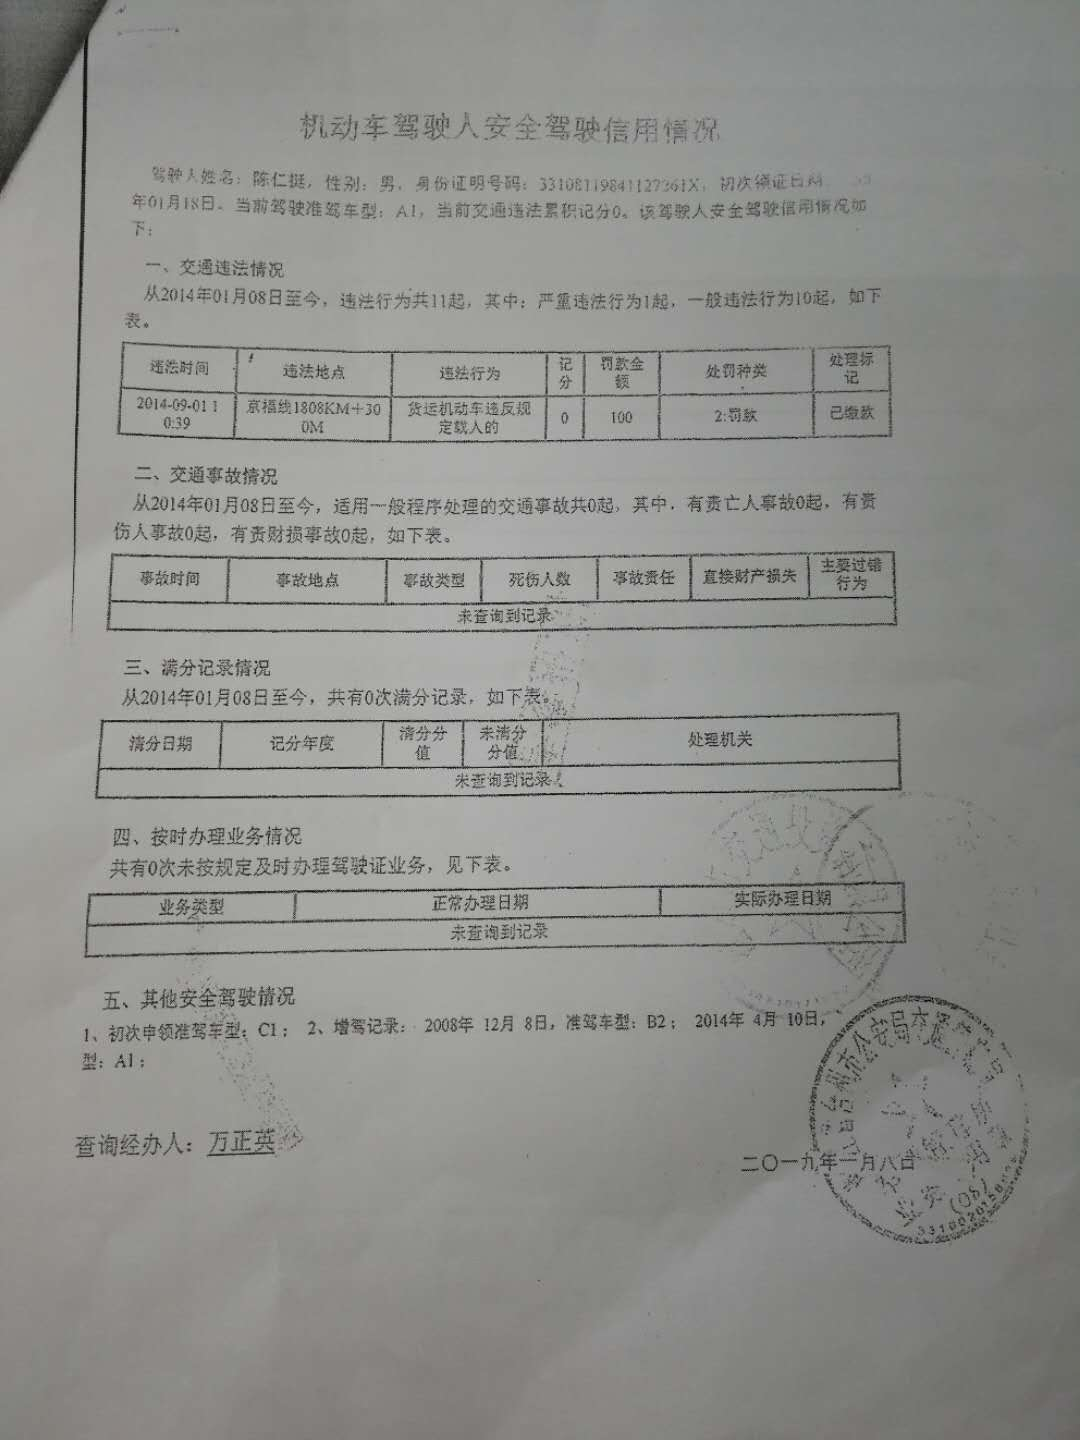 机动车驾驶人安全驾驶信用情况
驾驶人姓名：陈仁挺，性别：男，身份证明号码：33108119841127361X，初次领证日期
年01月18日。当前驾驶准驾车型：A1，当前交通违法累积记分0。该驾驶人安全驾驶信用情况如
下：
一、交通违法情况
从2014年01月08日至今，违法行为共11起，其中：严重违法行为1起，一般违法行为10起，如下
表。
违法时间 违法地点 违法行为 记分 罚款金额 处罚种类 处理标记
2014-09-01 10:39 京福线1808KM＋300M 货运机动车违反规定载人的 0 100 2:罚款 已缴款
二、交通事故情况
从2014年01月08日至今，适用一般程序处理的交通事故共0起，其中，有责亡人事故0起，有责
伤人事故0起，有责财损事故0起，如下表。
事故时间 事故地点 事故类型 死伤人数 事故责任 直接财产损失 主要过错行为
未查询到记录
三、满分记录情况
从2014年01月08日至今，共有0次满分记录，如下表。
清分日期 记分年度 清分分值 未清分分值 处理机关
未查询到记录
四、按时办理业务情况
共有0次未按规定及时办理驾驶证业务，见下表。
业务类型 正常办理日期 实际办理日期
未查询到记录
五、其他安全驾驶情况
1、初次申领准驾车型：C1； 2、增驾记录： 2008年 12月 8日，准驾车型：B2； 2014年 4月 10日，
型：A1；
查询经办人：万正英
二〇一九年一月八日
台州市公安局交通
(08)